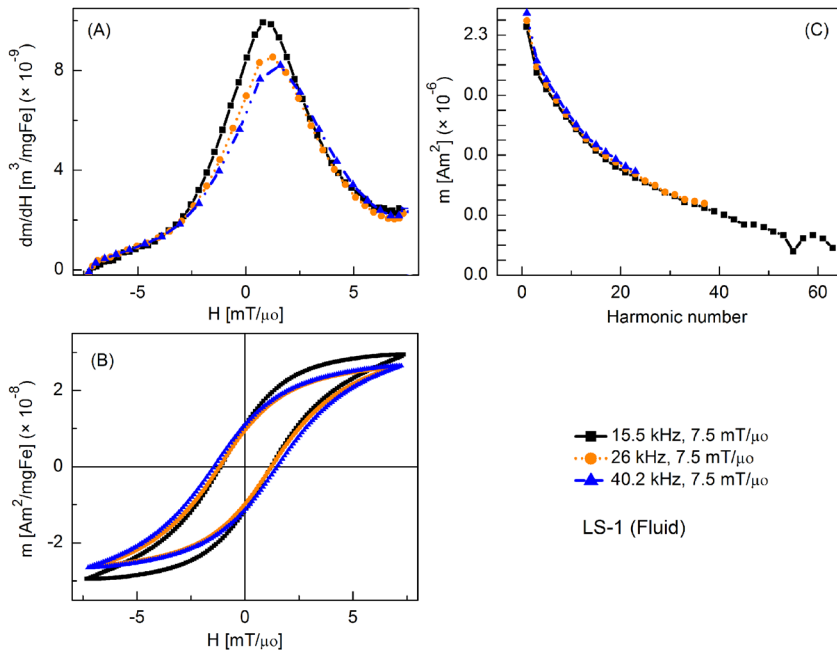 (A)
dm/dH [m³/mgFe] (× 10⁻⁹)
8
4
0
-5
0
5
H [mT/μo]
(C)
m [Am²] (× 10⁻⁶)
2.3
0.0
0.0
0.0
0.0
0
10
20
30
40
50
60
Harmonic number
(B)
m [Am²/mgFe] (× 10⁻⁸)
2
0
-2
-5
0
5
H [mT/μo]
15.5 kHz, 7.5 mT/μo
26 kHz, 7.5 mT/μo
40.2 kHz, 7.5 mT/μo
LS-1 (Fluid)